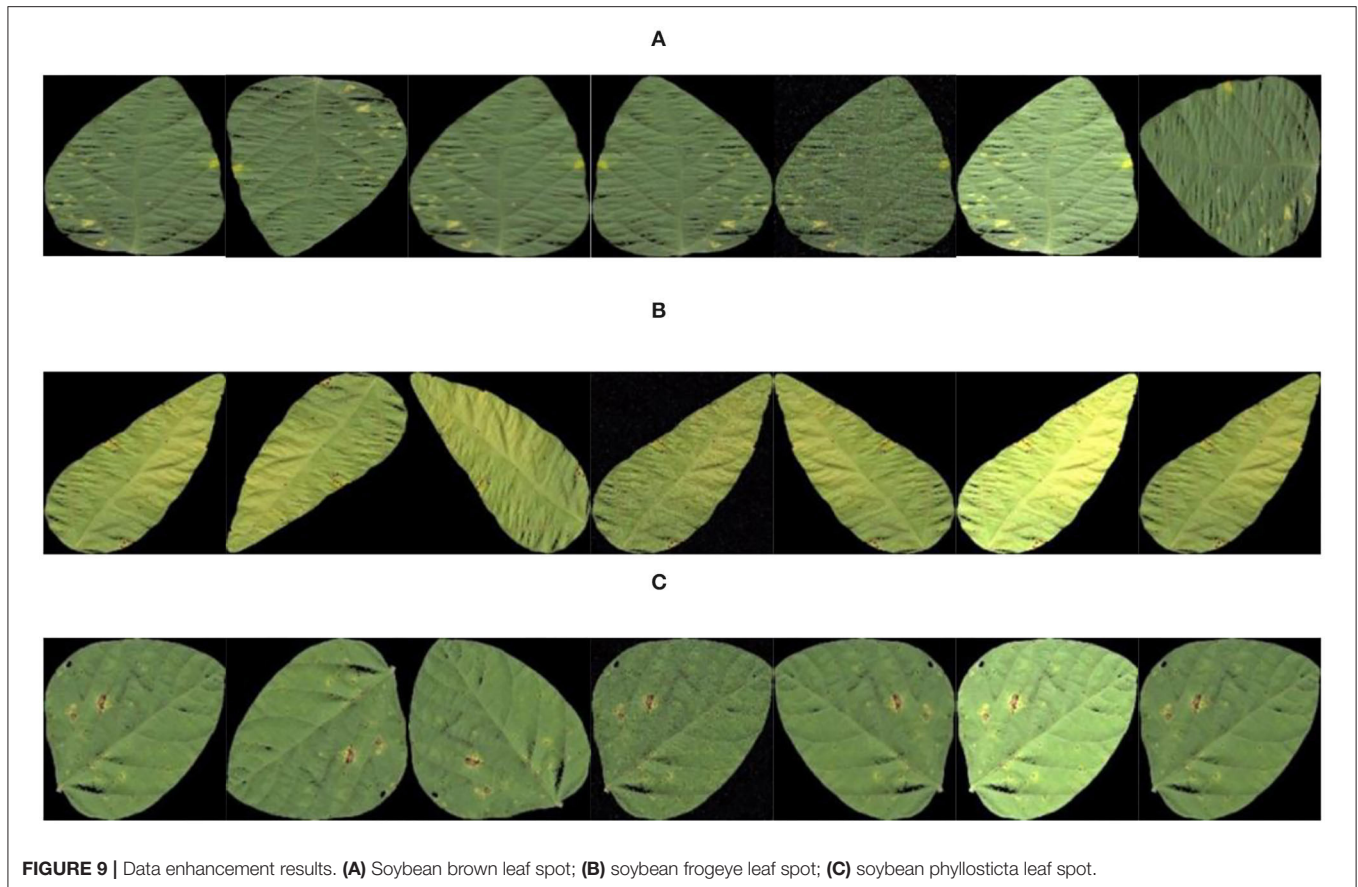 A
B
C
FIGURE 9 | Data enhancement results. (A) Soybean brown leaf spot; (B) soybean frogeye leaf spot; (C) soybean phyllosticta leaf spot.